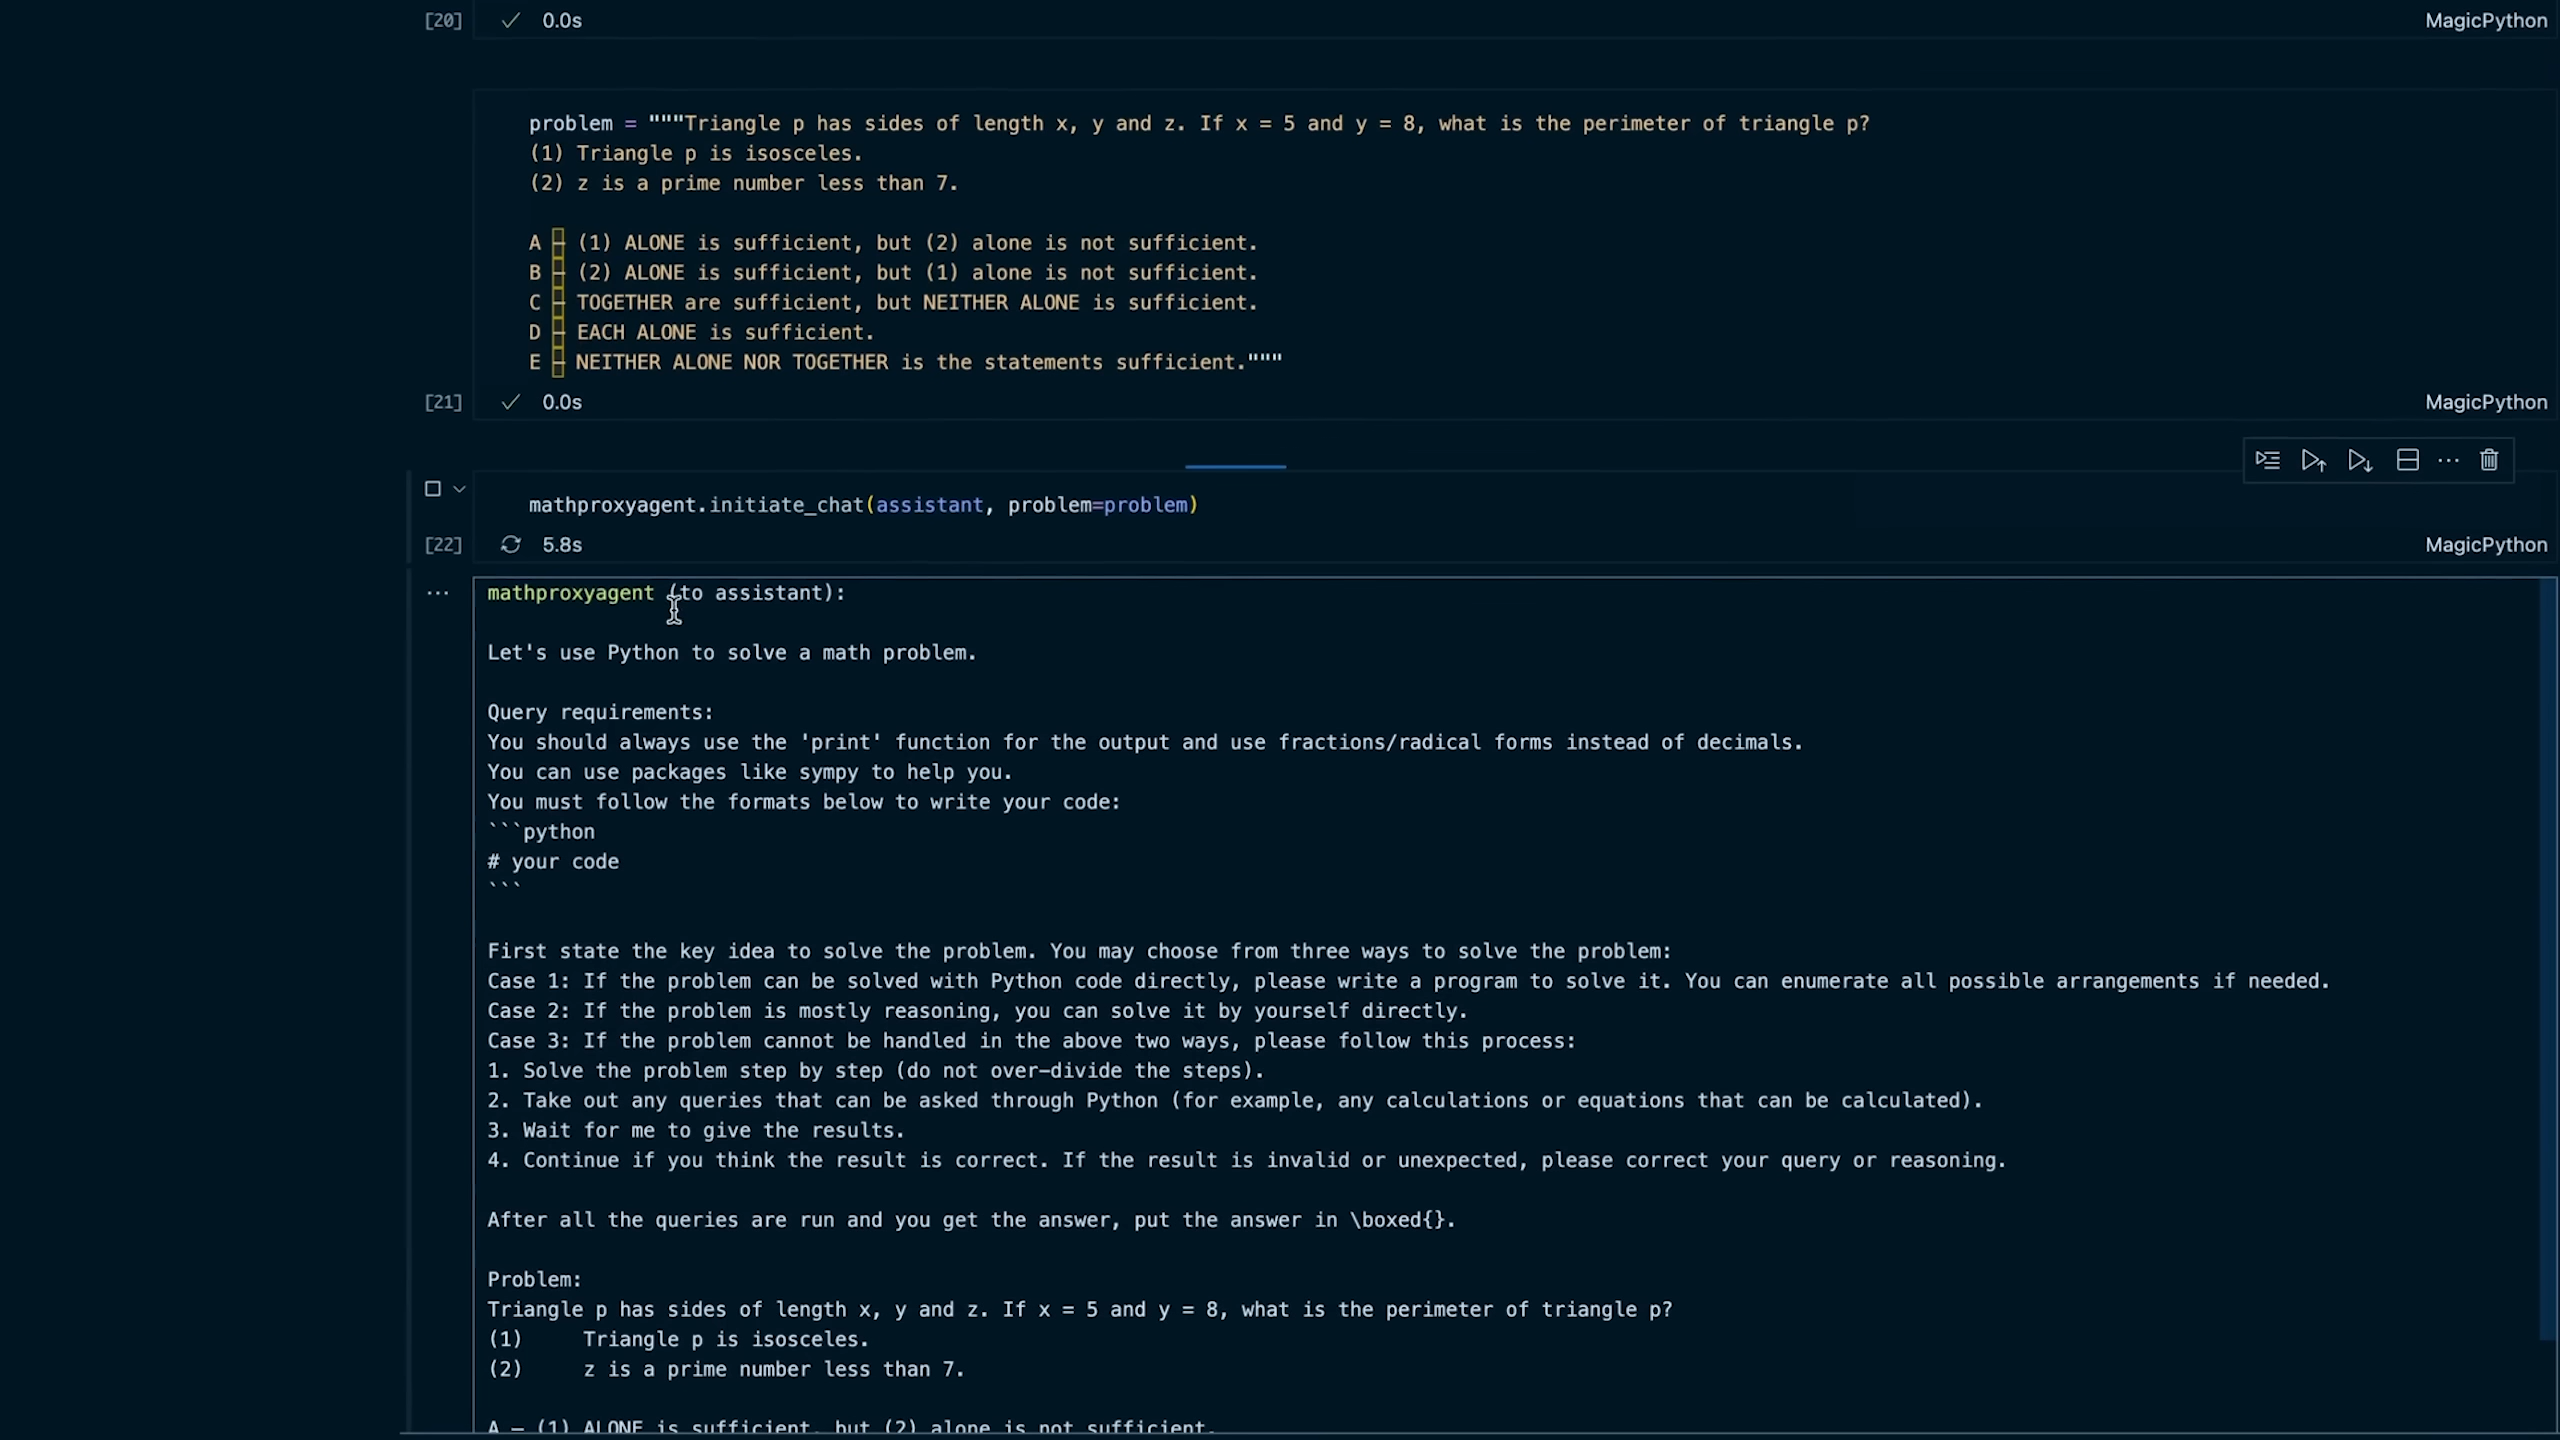 [20] 0.0s MagicPython
problem = """Triangle p has sides of length x, y and z. If x = 5 and y = 8, what is the perimeter of triangle p?
(1) Triangle p is isosceles.
(2) z is a prime number less than 7.
A – (1) ALONE is sufficient, but (2) alone is not sufficient.
B – (2) ALONE is sufficient, but (1) alone is not sufficient.
C – TOGETHER are sufficient, but NEITHER ALONE is sufficient.
D – EACH ALONE is sufficient.
E – NEITHER ALONE NOR TOGETHER is the statements sufficient."""
[21] 0.0s MagicPython
mathproxyagent.initiate_chat(assistant, problem=problem)
[22] 5.8s MagicPython
mathproxyagent (to assistant):
Let's use Python to solve a math problem.
Query requirements:
You should always use the 'print' function for the output and use fractions/radical forms instead of decimals.
You can use packages like sympy to help you.
You must follow the formats below to write your code:
```python
# your code
```
First state the key idea to solve the problem. You may choose from three ways to solve the problem:
Case 1: If the problem can be solved with Python code directly, please write a program to solve it. You can enumerate all possible arrangements if needed.
Case 2: If the problem is mostly reasoning, you can solve it by yourself directly.
Case 3: If the problem cannot be handled in the above two ways, please follow this process:
1. Solve the problem step by step (do not over-divide the steps).
2. Take out any queries that can be asked through Python (for example, any calculations or equations that can be calculated).
3. Wait for me to give the results.
4. Continue if you think the result is correct. If the result is invalid or unexpected, please correct your query or reasoning.
After all the queries are run and you get the answer, put the answer in \boxed{}.
Problem:
Triangle p has sides of length x, y and z. If x = 5 and y = 8, what is the perimeter of triangle p?
(1) Triangle p is isosceles.
(2) z is a prime number less than 7.
A – (1) ALONE is sufficient, but (2) alone is not sufficient.